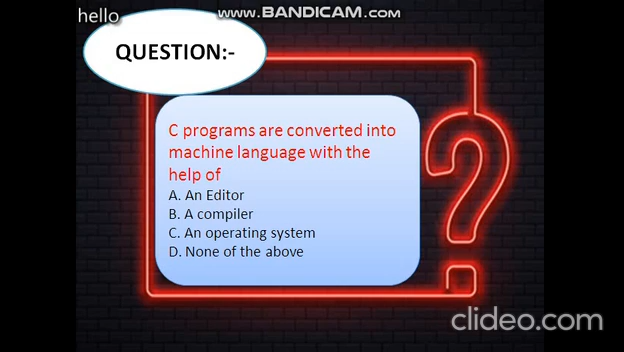 hello
www.BANDICAM.com
QUESTION:-
C programs are converted into
machine language with the
help of
A. An Editor
B. A compiler
C. An operating system
D. None of the above
clideo.com